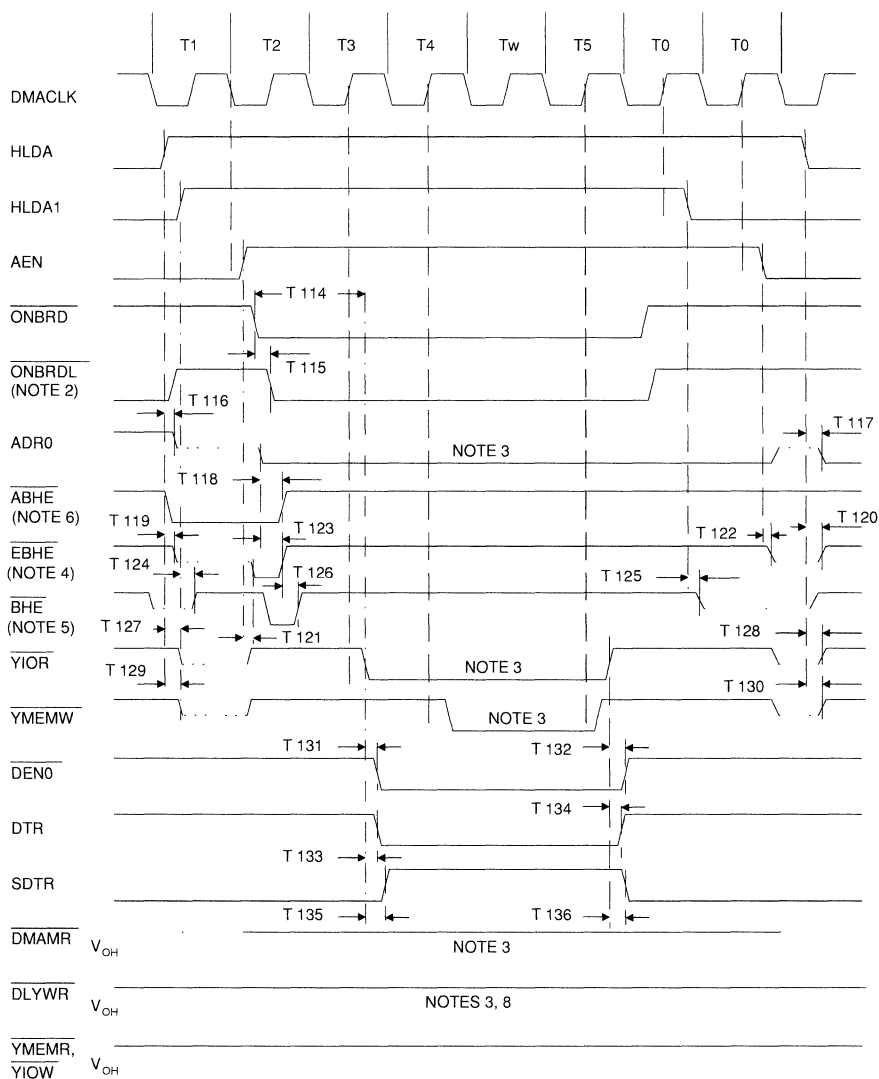 T1 T2 T3 T4 Tw T5 T0 T0
DMACLK
HLDA
HLDA1
AEN
T 114
ONBRD
T 115
ONBRDL
(NOTE 2)
T 116
T 117
ADR0
NOTE 3
T 118
ABHE
(NOTE 6)
T 119
T 123
T 122
T 120
EBHE
(NOTE 4)
T 124
T 126
T 125
BHE
(NOTE 5)
T 127
T 121
T 128
YIOR
NOTE 3
T 129
T 130
YMEMW
NOTE 3
T 131
T 132
DEN0
T 134
DTR
T 133
SDTR
T 135
T 136
DMAMR
VOH
NOTE 3
DLYWR
VOH
NOTES 3, 8
YMEMR,
YIOW
VOH